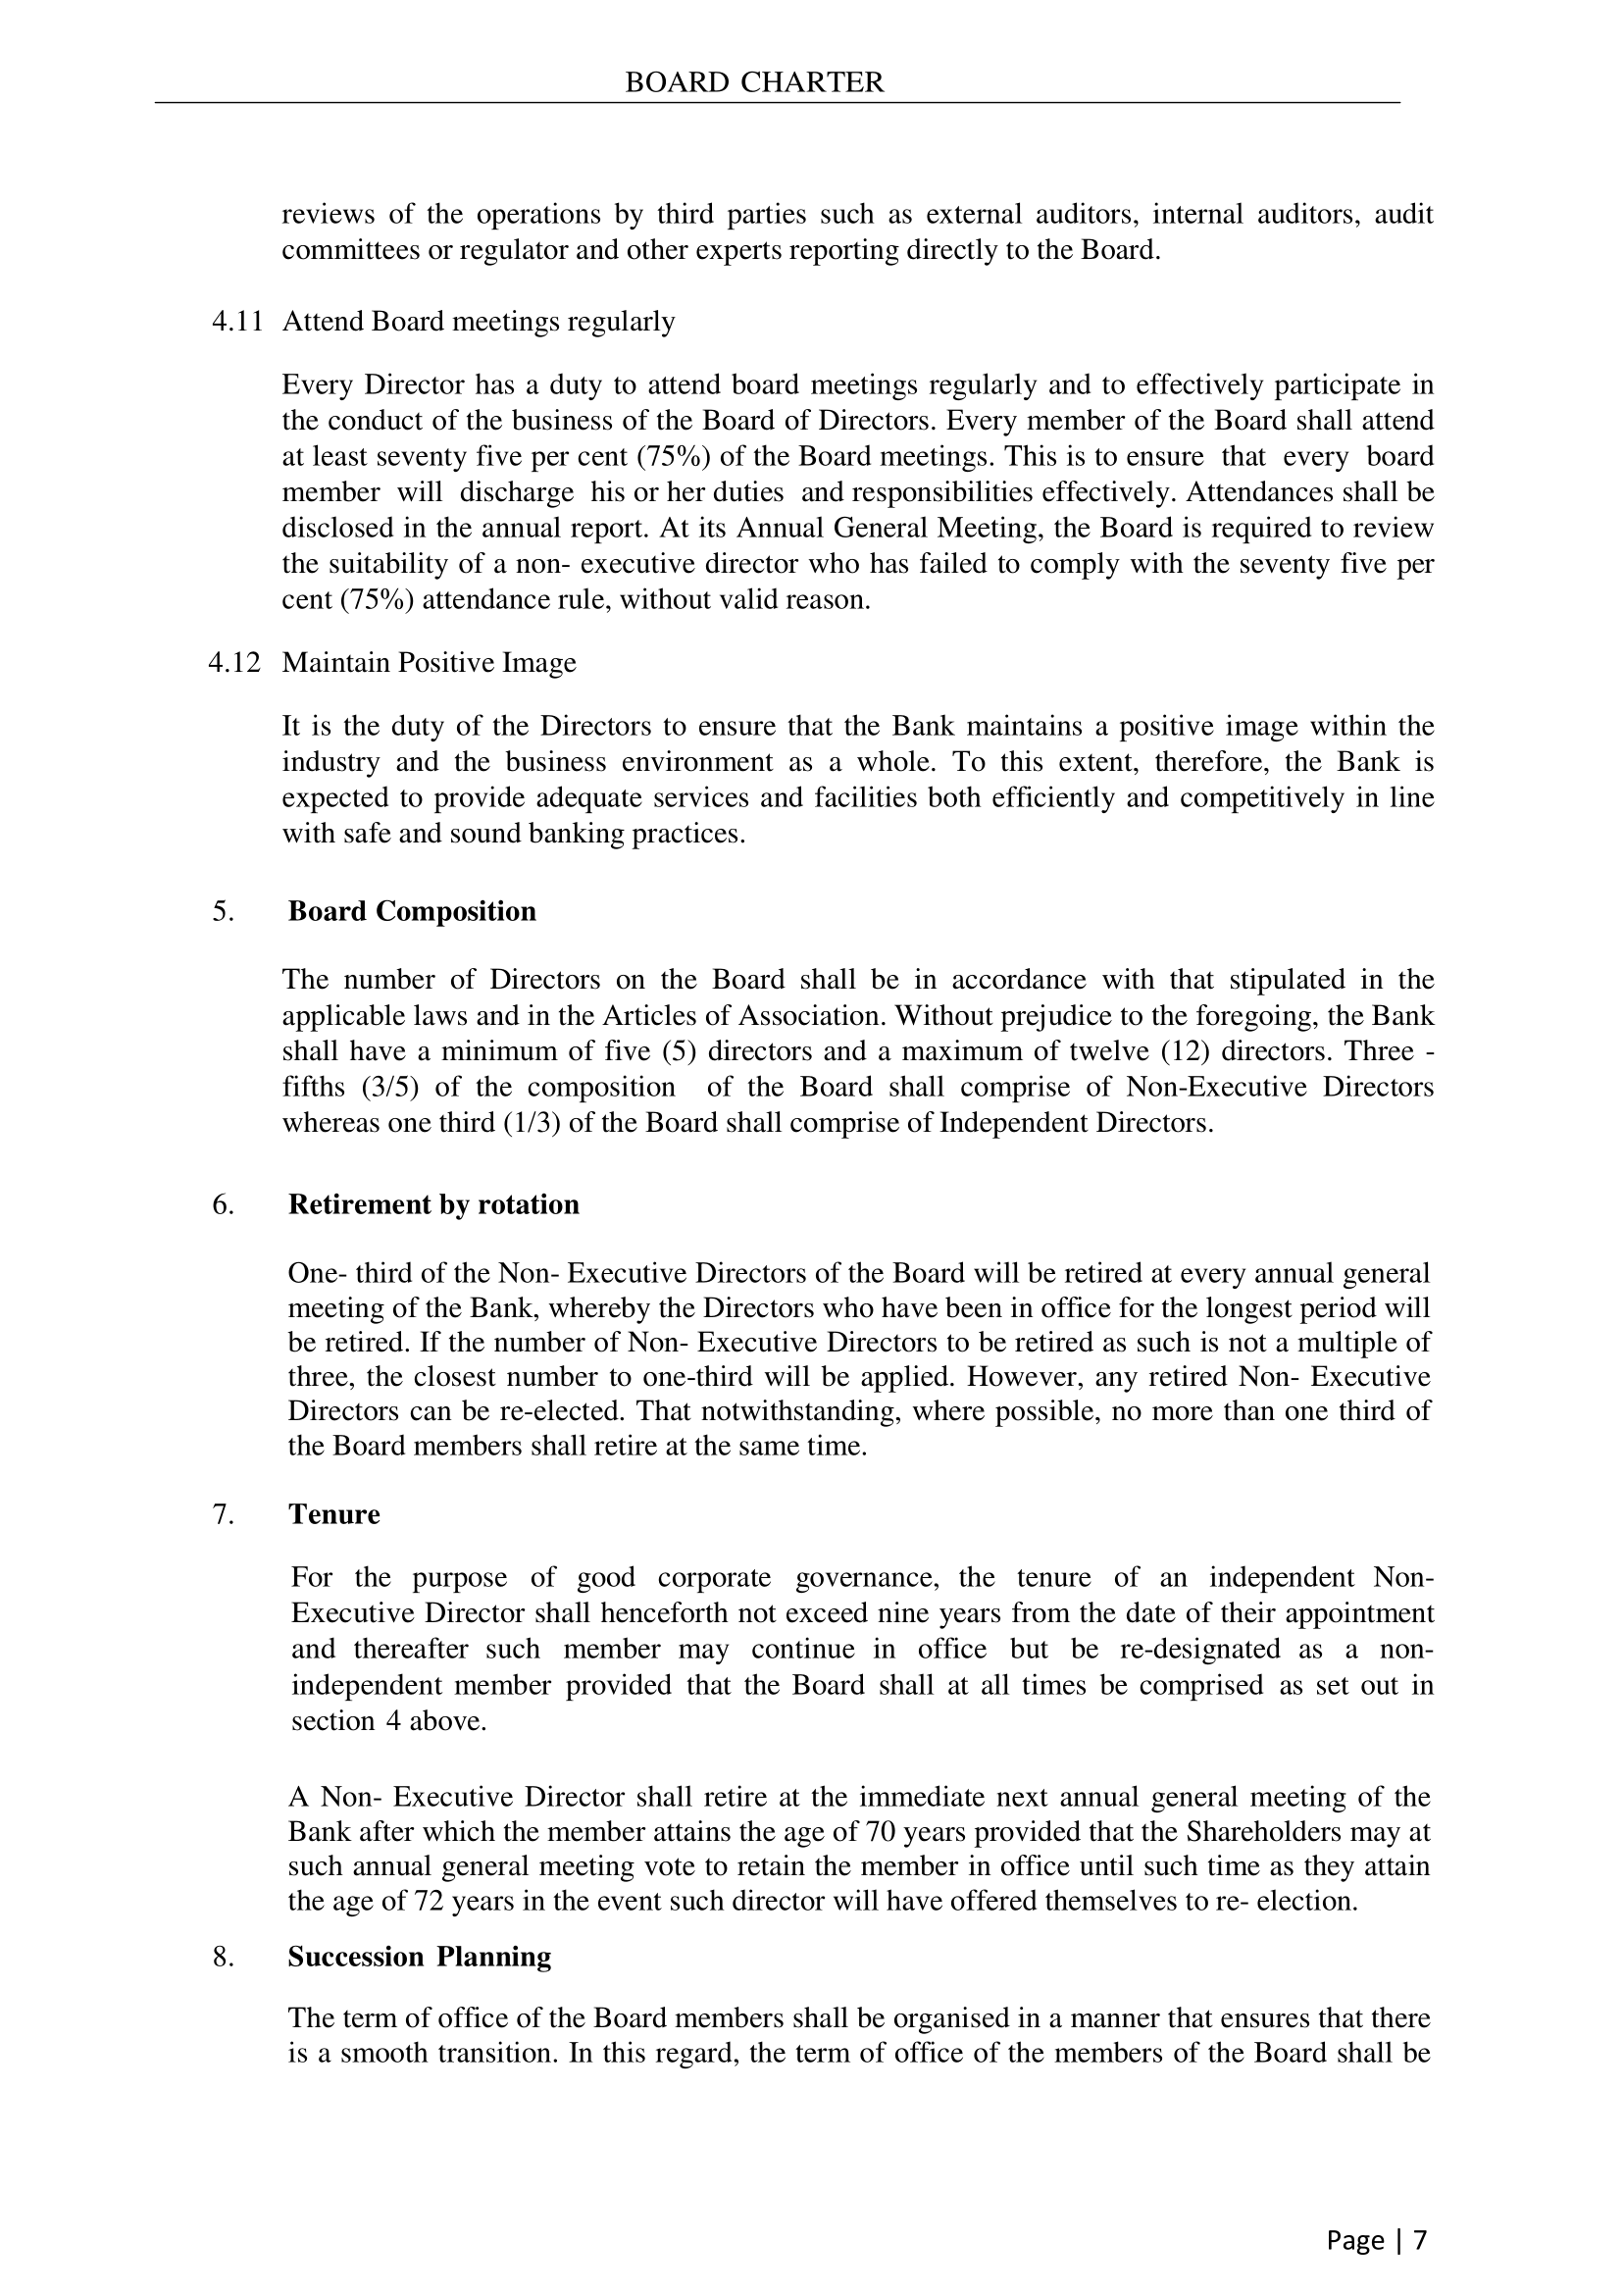 BOARD CHARTER
reviews of the operations by third parties such as external auditors, internal auditors, audit
committees or regulator and other experts reporting directly to the Board.
4.11 Attend Board meetings regularly
Every Director has a duty to attend board meetings regularly and to effectively participate in
the conduct of the business of the Board of Directors. Every member of the Board shall attend
at least seventy five per cent (75%) of the Board meetings. This is to ensure that every board
member will discharge his or her duties and responsibilities effectively. Attendances shall be
disclosed in the annual report. At its Annual General Meeting, the Board is required to review
the suitability of a non- executive director who has failed to comply with the seventy five per
cent (75%) attendance rule, without valid reason.
4.12 Maintain Positive Image
It is the duty of the Directors to ensure that the Bank maintains a positive image within the
industry and the business environment as a whole. To this extent, therefore, the Bank is
expected to provide adequate services and facilities both efficiently and competitively in line
with safe and sound banking practices.
5. Board Composition
The number of Directors on the Board shall be in accordance with that stipulated in the
applicable laws and in the Articles of Association. Without prejudice to the foregoing, the Bank
shall have a minimum of five (5) directors and a maximum of twelve (12) directors. Three -
fifths (3/5) of the composition of the Board shall comprise of Non-Executive Directors
whereas one third (1/3) of the Board shall comprise of Independent Directors.
6. Retirement by rotation
One- third of the Non- Executive Directors of the Board will be retired at every annual general
meeting of the Bank, whereby the Directors who have been in office for the longest period will
be retired. If the number of Non- Executive Directors to be retired as such is not a multiple of
three, the closest number to one-third will be applied. However, any retired Non- Executive
Directors can be re-elected. That notwithstanding, where possible, no more than one third of
the Board members shall retire at the same time.
7. Tenure
For the purpose of good corporate governance, the tenure of an independent Non-
Executive Director shall henceforth not exceed nine years from the date of their appointment
and thereafter such member may continue in office but be re-designated as a non-
independent member provided that the Board shall at all times be comprised as set out in
section 4 above.
A Non- Executive Director shall retire at the immediate next annual general meeting of the
Bank after which the member attains the age of 70 years provided that the Shareholders may at
such annual general meeting vote to retain the member in office until such time as they attain
the age of 72 years in the event such director will have offered themselves to re- election.
8. Succession Planning
The term of office of the Board members shall be organised in a manner that ensures that there
is a smooth transition. In this regard, the term of office of the members of the Board shall be
Page | 7